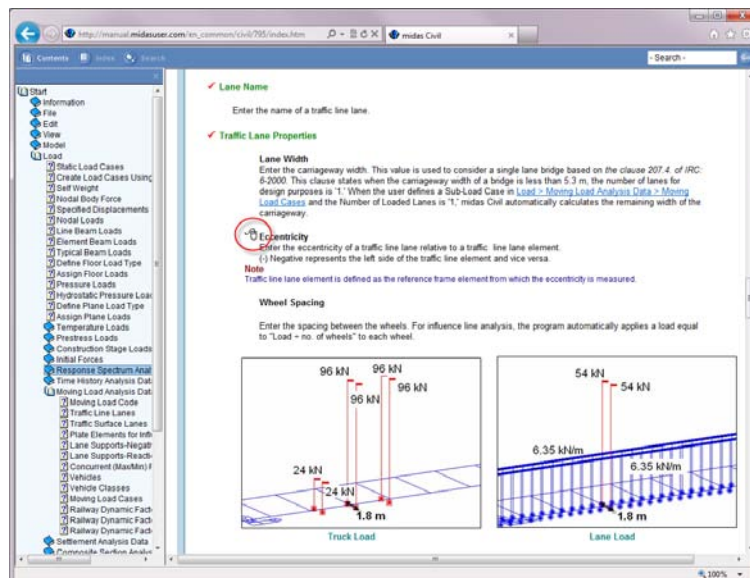 http://manual.midasuser.com/en_common/civil/795/index.htm
midas Civil
Contents
Index
Search
- Search -
Start
Information
File
Edit
View
Model
Load
Static Load Cases
Create Load Cases Using
Self Weight
Nodal Body Force
Specified Displacements
Nodal Loads
Line Beam Loads
Element Beam Loads
Typical Beam Loads
Define Floor Load Type
Assign Floor Loads
Pressure Loads
Hydrostatic Pressure Load
Define Plane Load Type
Assign Plane Loads
Temperature Loads
Prestress Loads
Construction Stage Loads
Initial Forces
Response Spectrum Anal
Time History Analysis Data
Moving Load Analysis Data
Moving Load Code
Traffic Line Lanes
Traffic Surface Lanes
Plate Elements for Infl
Lane Supports-Negati
Lane Supports-Reacti
Concurrent (Max/Min) F
Vehicles
Vehicle Classes
Moving Load Cases
Railway Dynamic Fact
Railway Dynamic Fact
Railway Dynamic Fact
Settlement Analysis Data
Composite Section Analys
Lane Name
Enter the name of a traffic line lane.
Traffic Lane Properties
Lane Width
Enter the carriageway width. This value is used to consider a single lane bridge based on the clause 207.4. of IRC:
6-2000. This clause states when the carriageway width of a bridge is less than 5.3 m, the number of lanes for
design purposes is '1.' When the user defines a Sub-Load Case in Load > Moving Load Analysis Data > Moving
Load Cases and the Number of Loaded Lanes is '1,' midas Civil automatically calculates the remaining width of the
carriageway.
Eccentricity
Enter the eccentricity of a traffic line lane relative to a traffic line lane element.
(-) Negative represents the left side of the traffic line element and vice versa.
Note
Traffic line lane element is defined as the reference frame element from which the eccentricity is measured.
Wheel Spacing
Enter the spacing between the wheels. For influence line analysis, the program automatically applies a load equal
to "Load ÷ no. of wheels" to each wheel.
96 kN
96 kN
96 kN
96 kN
24 kN
24 kN
1.8 m
Truck Load
54 kN
54 kN
6.35 kN/m
6.35 kN/m
1.8 m
Lane Load
100%